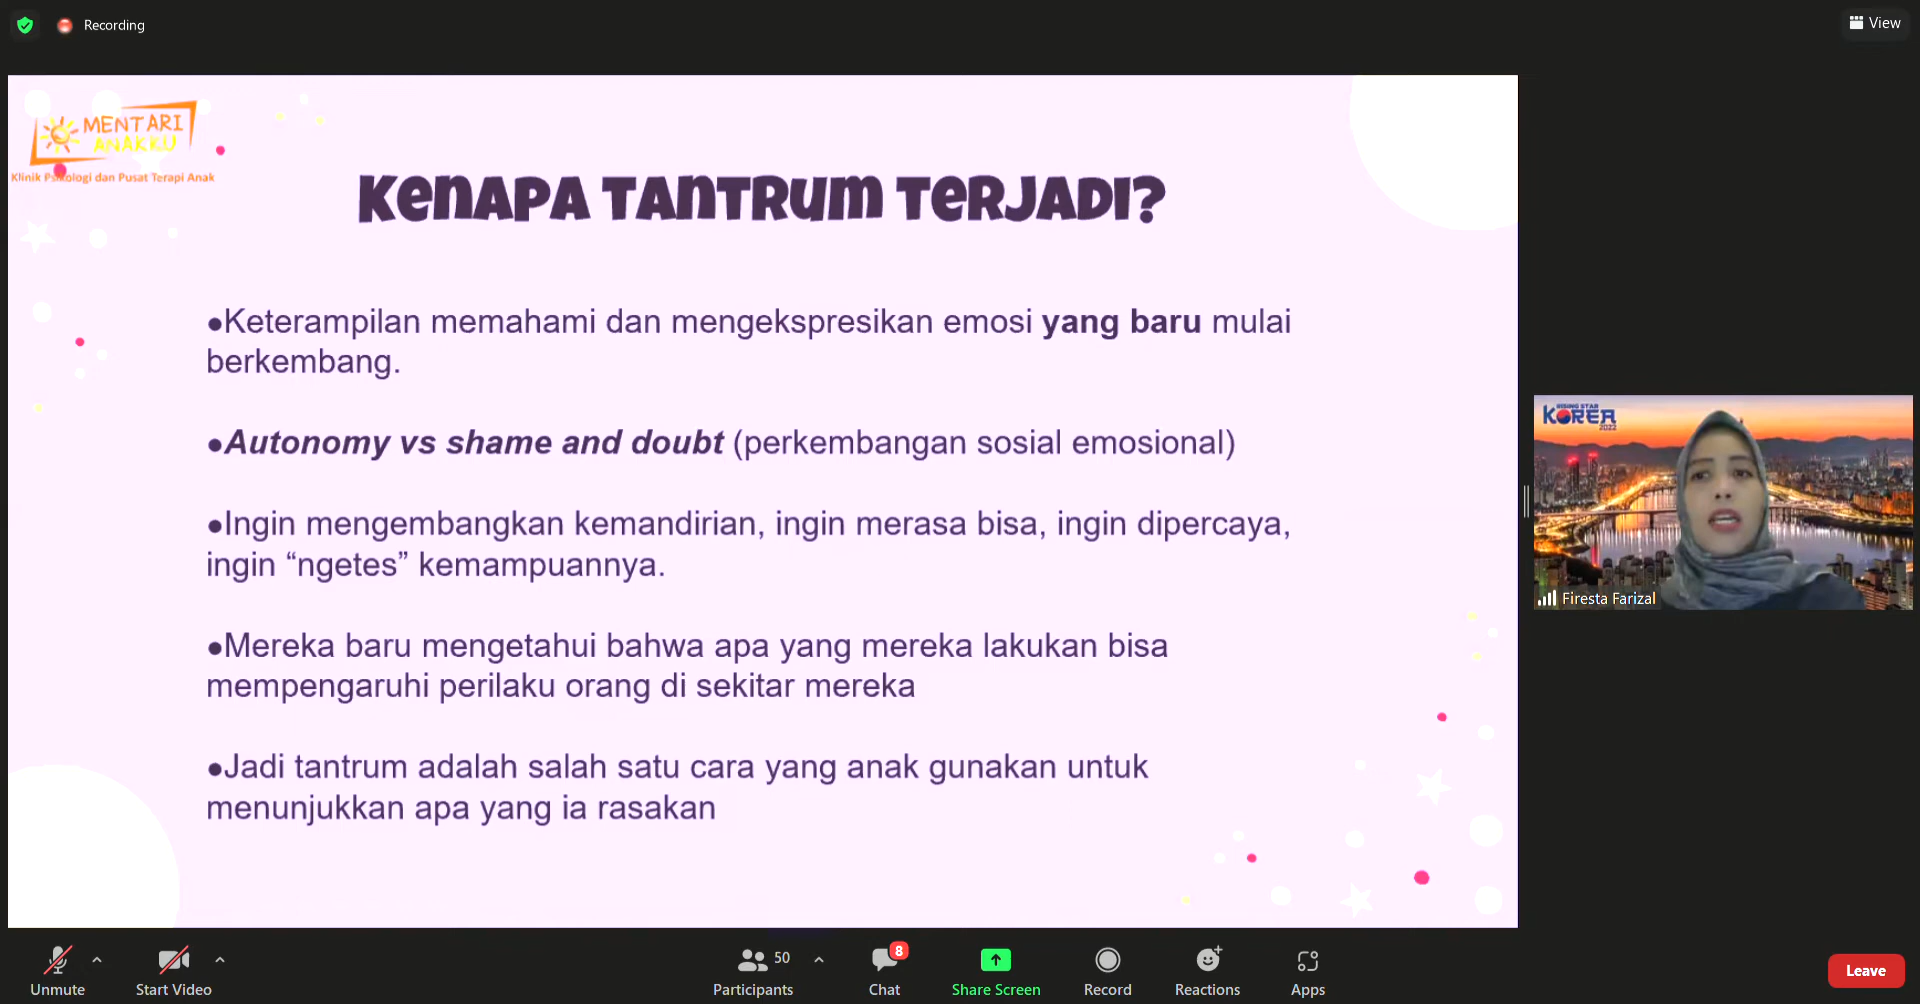 Recording
View
MENTARI
ANAKKU
Klinik Psikologi dan Pusat Terapi Anak
Kenapa Tantrum Terjadi?
●Keterampilan memahami dan mengekspresikan emosi yang baru mulai
berkembang.
●Autonomy vs shame and doubt (perkembangan sosial emosional)
●Ingin mengembangkan kemandirian, ingin merasa bisa, ingin dipercaya,
ingin “ngetes” kemampuannya.
●Mereka baru mengetahui bahwa apa yang mereka lakukan bisa
mempengaruhi perilaku orang di sekitar mereka
●Jadi tantrum adalah salah satu cara yang anak gunakan untuk
menunjukkan apa yang ia rasakan
RISING STAR
KOREA
2022
Firesta Farizal
Unmute
Start Video
50
Participants
8
Chat
Share Screen
Record
Reactions
Apps
Leave